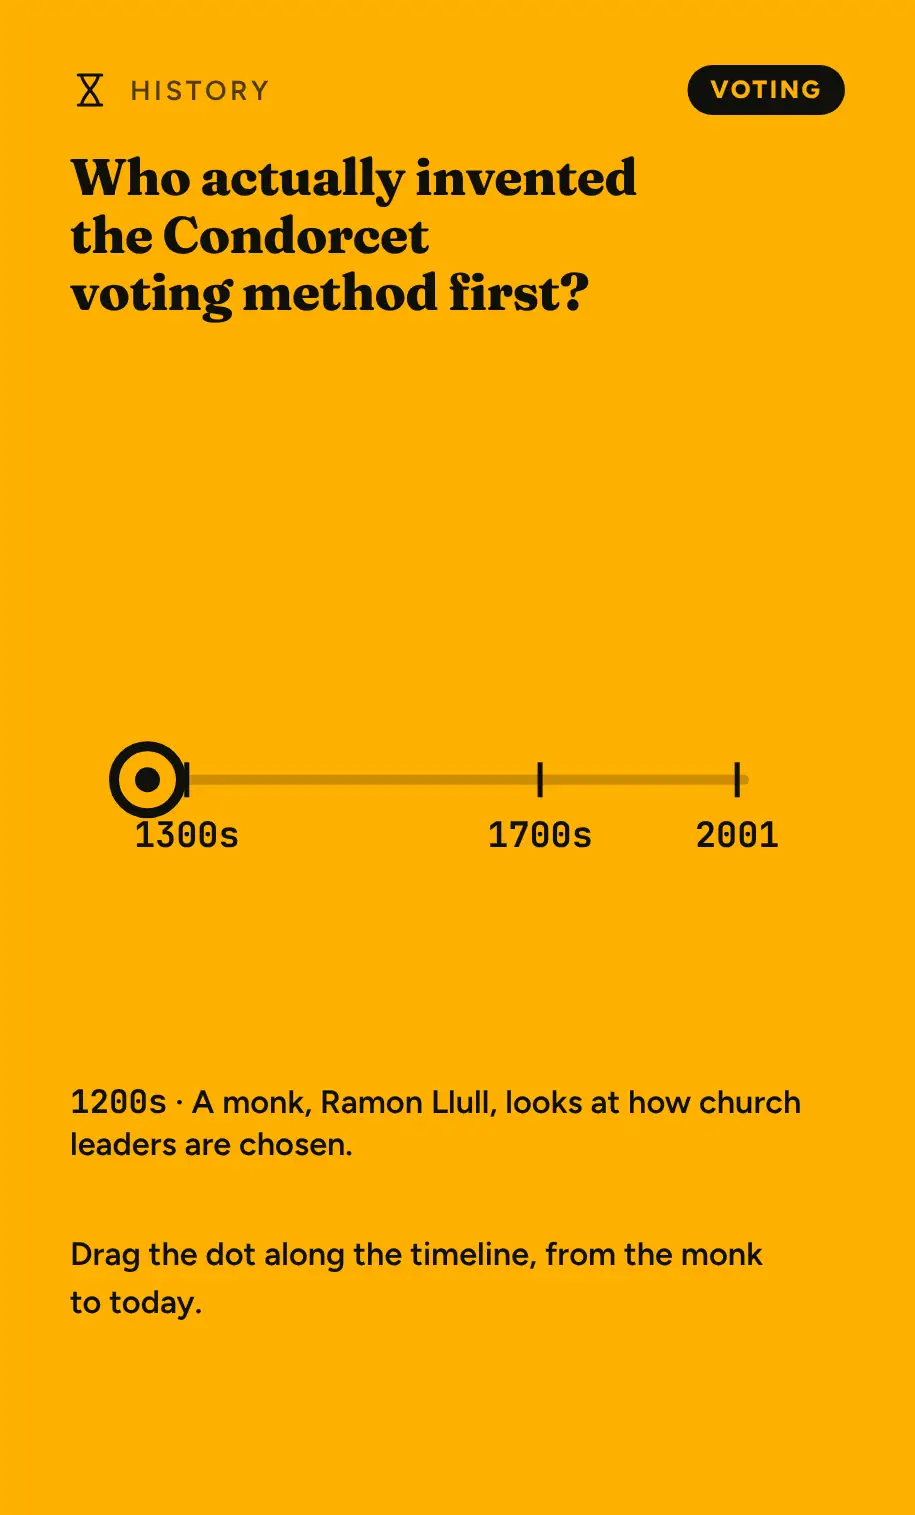 HISTORY
VOTING
Who actually invented
the Condorcet
voting method first?
1300s
1700s
2001
1200s · A monk, Ramon Llull, looks at how church
leaders are chosen.
Drag the dot along the timeline, from the monk
to today.